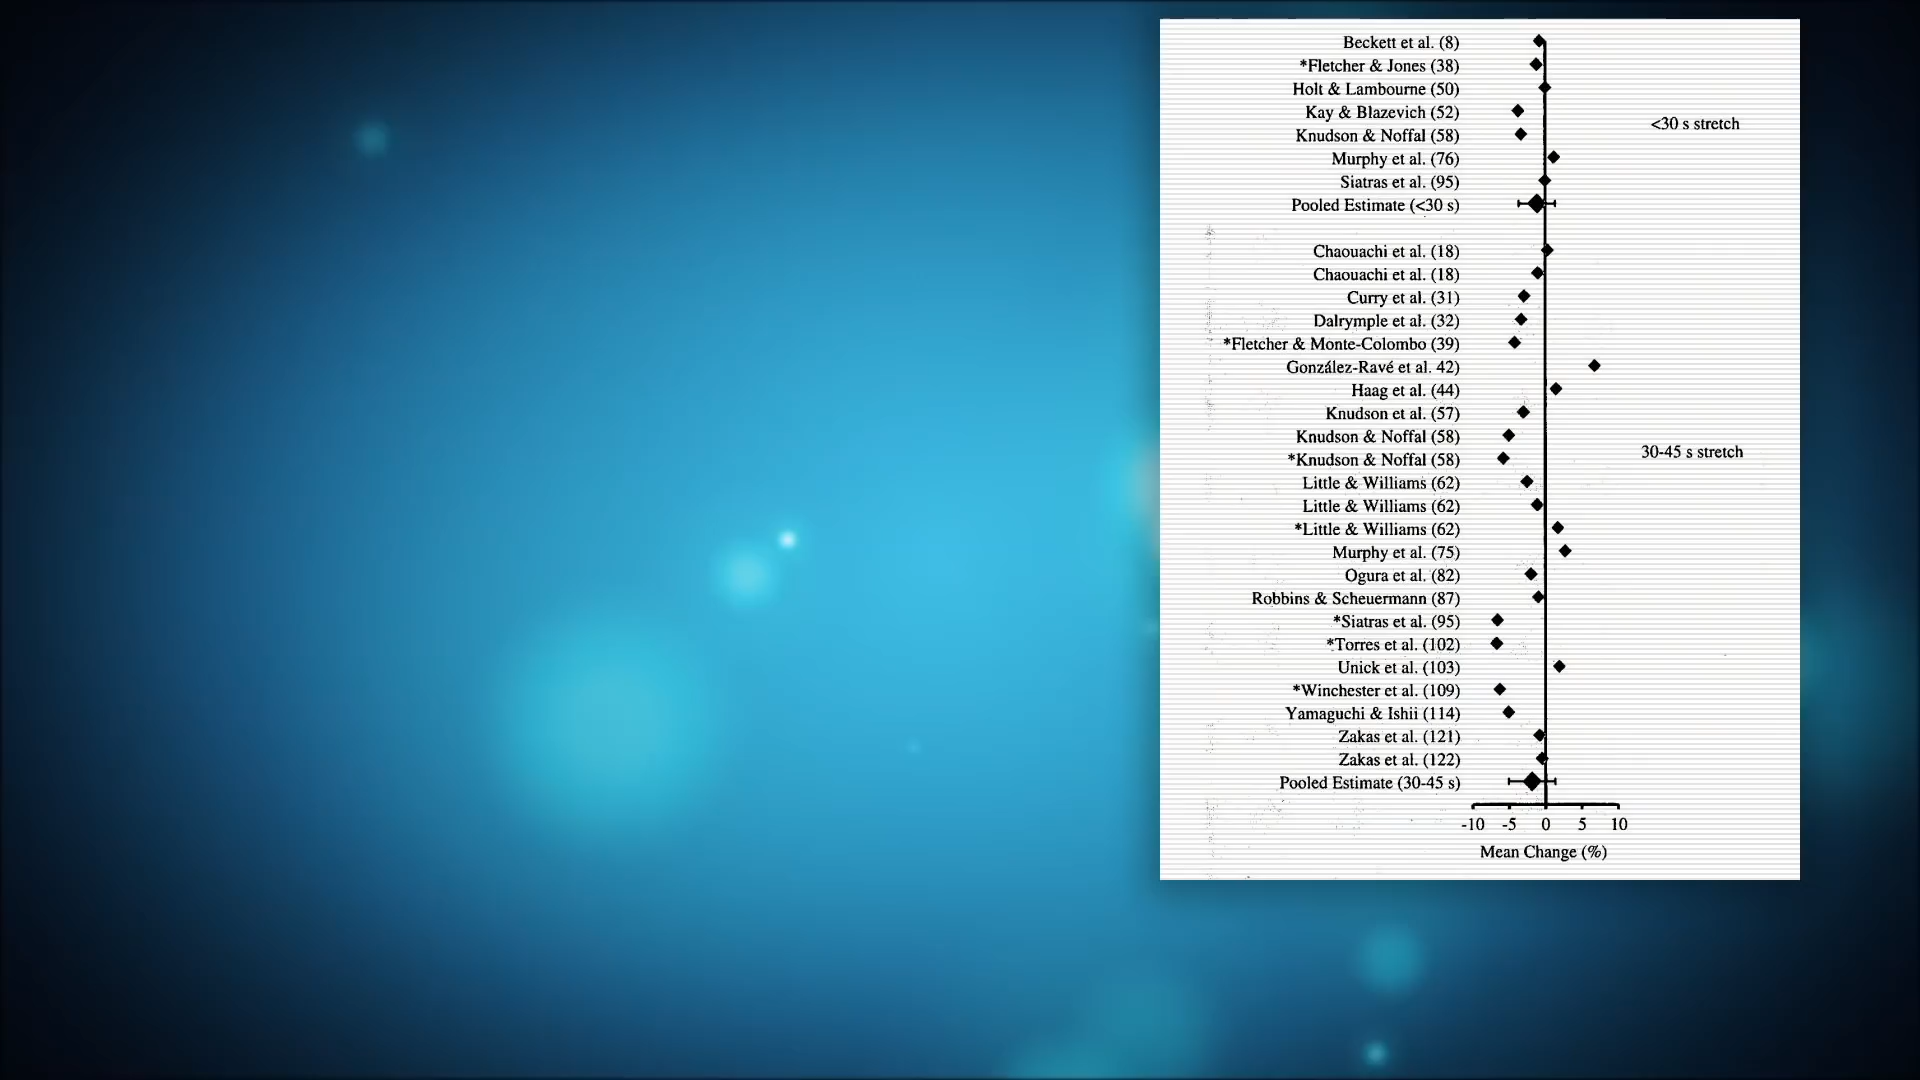 Beckett et al. (8)
*Fletcher & Jones (38)
Holt & Lambourne (50)
Kay & Blazevich (52)
<30 s stretch
Knudson & Noffal (58)
Murphy et al. (76)
Siatras et al. (95)
Pooled Estimate (<30 s)
Chaouachi et al. (18)
Chaouachi et al. (18)
Curry et al. (31)
Dalrymple et al. (32)
*Fletcher & Monte-Colombo (39)
González-Ravé et al. 42)
Haag et al. (44)
Knudson et al. (57)
Knudson & Noffal (58)
30-45 s stretch
*Knudson & Noffal (58)
Little & Williams (62)
Little & Williams (62)
*Little & Williams (62)
Murphy et al. (75)
Ogura et al. (82)
Robbins & Scheuermann (87)
*Siatras et al. (95)
*Torres et al. (102)
Unick et al. (103)
*Winchester et al. (109)
Yamaguchi & Ishii (114)
Zakas et al. (121)
Zakas et al. (122)
Pooled Estimate (30-45 s)
-10 -5 0 5 10
Mean Change (%)